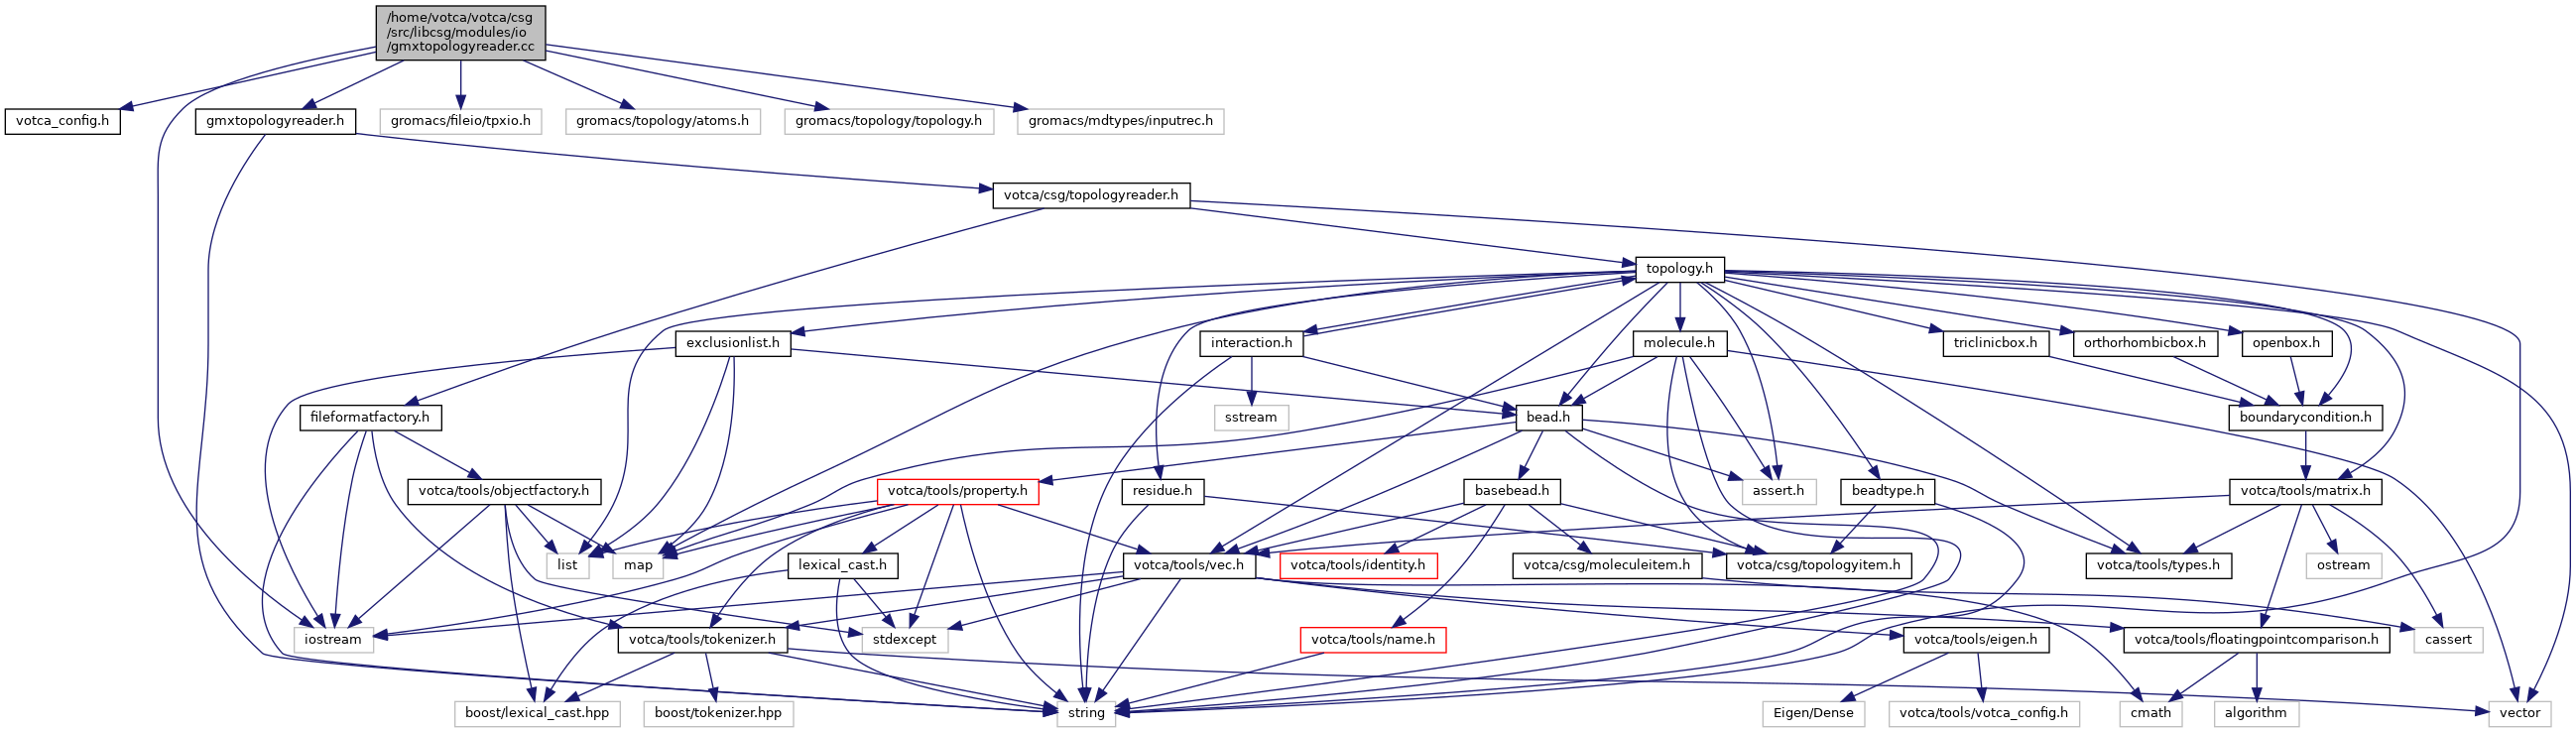 /home/votca/votca/csg
/src/libcsg/modules/io
/gmxtopologyreader.cc
votca_config.h
gmxtopologyreader.h
gromacs/fileio/tpxio.h
gromacs/topology/atoms.h
gromacs/topology/topology.h
gromacs/mdtypes/inputrec.h
votca/csg/topologyreader.h
topology.h
exclusionlist.h
interaction.h
molecule.h
triclinicbox.h
orthorhombicbox.h
openbox.h
fileformatfactory.h
sstream
bead.h
boundarycondition.h
votca/tools/objectfactory.h
votca/tools/property.h
residue.h
basebead.h
assert.h
beadtype.h
votca/tools/matrix.h
list
map
lexical_cast.h
votca/tools/vec.h
votca/tools/identity.h
votca/csg/moleculeitem.h
votca/csg/topologyitem.h
votca/tools/types.h
ostream
iostream
votca/tools/tokenizer.h
stdexcept
votca/tools/name.h
votca/tools/eigen.h
votca/tools/floatingpointcomparison.h
cassert
boost/lexical_cast.hpp
boost/tokenizer.hpp
string
Eigen/Dense
votca/tools/votca_config.h
cmath
algorithm
vector